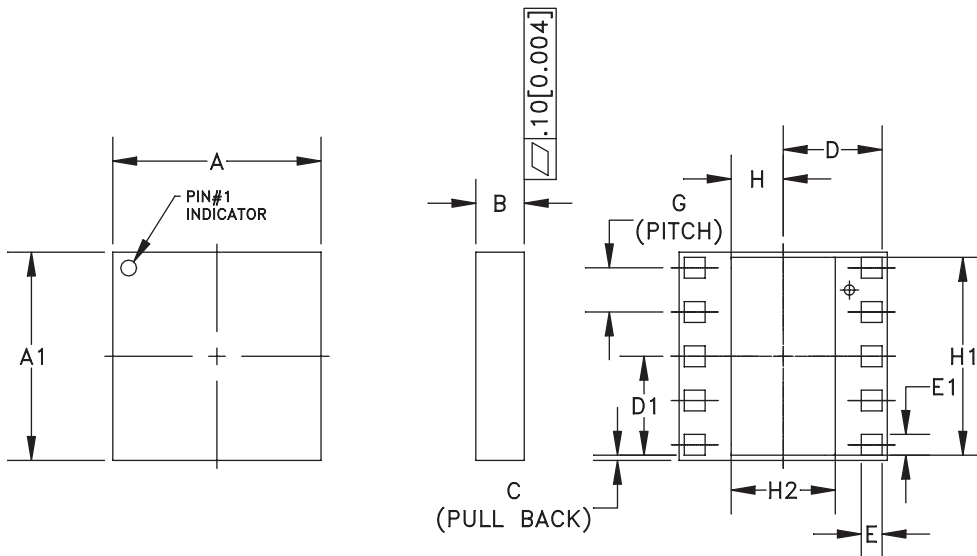 .10[0.004]
A
PIN#1
INDICATOR
A1
B
D
H
G
(PITCH)
D1
H1
E1
C
(PULL BACK)
H2
E